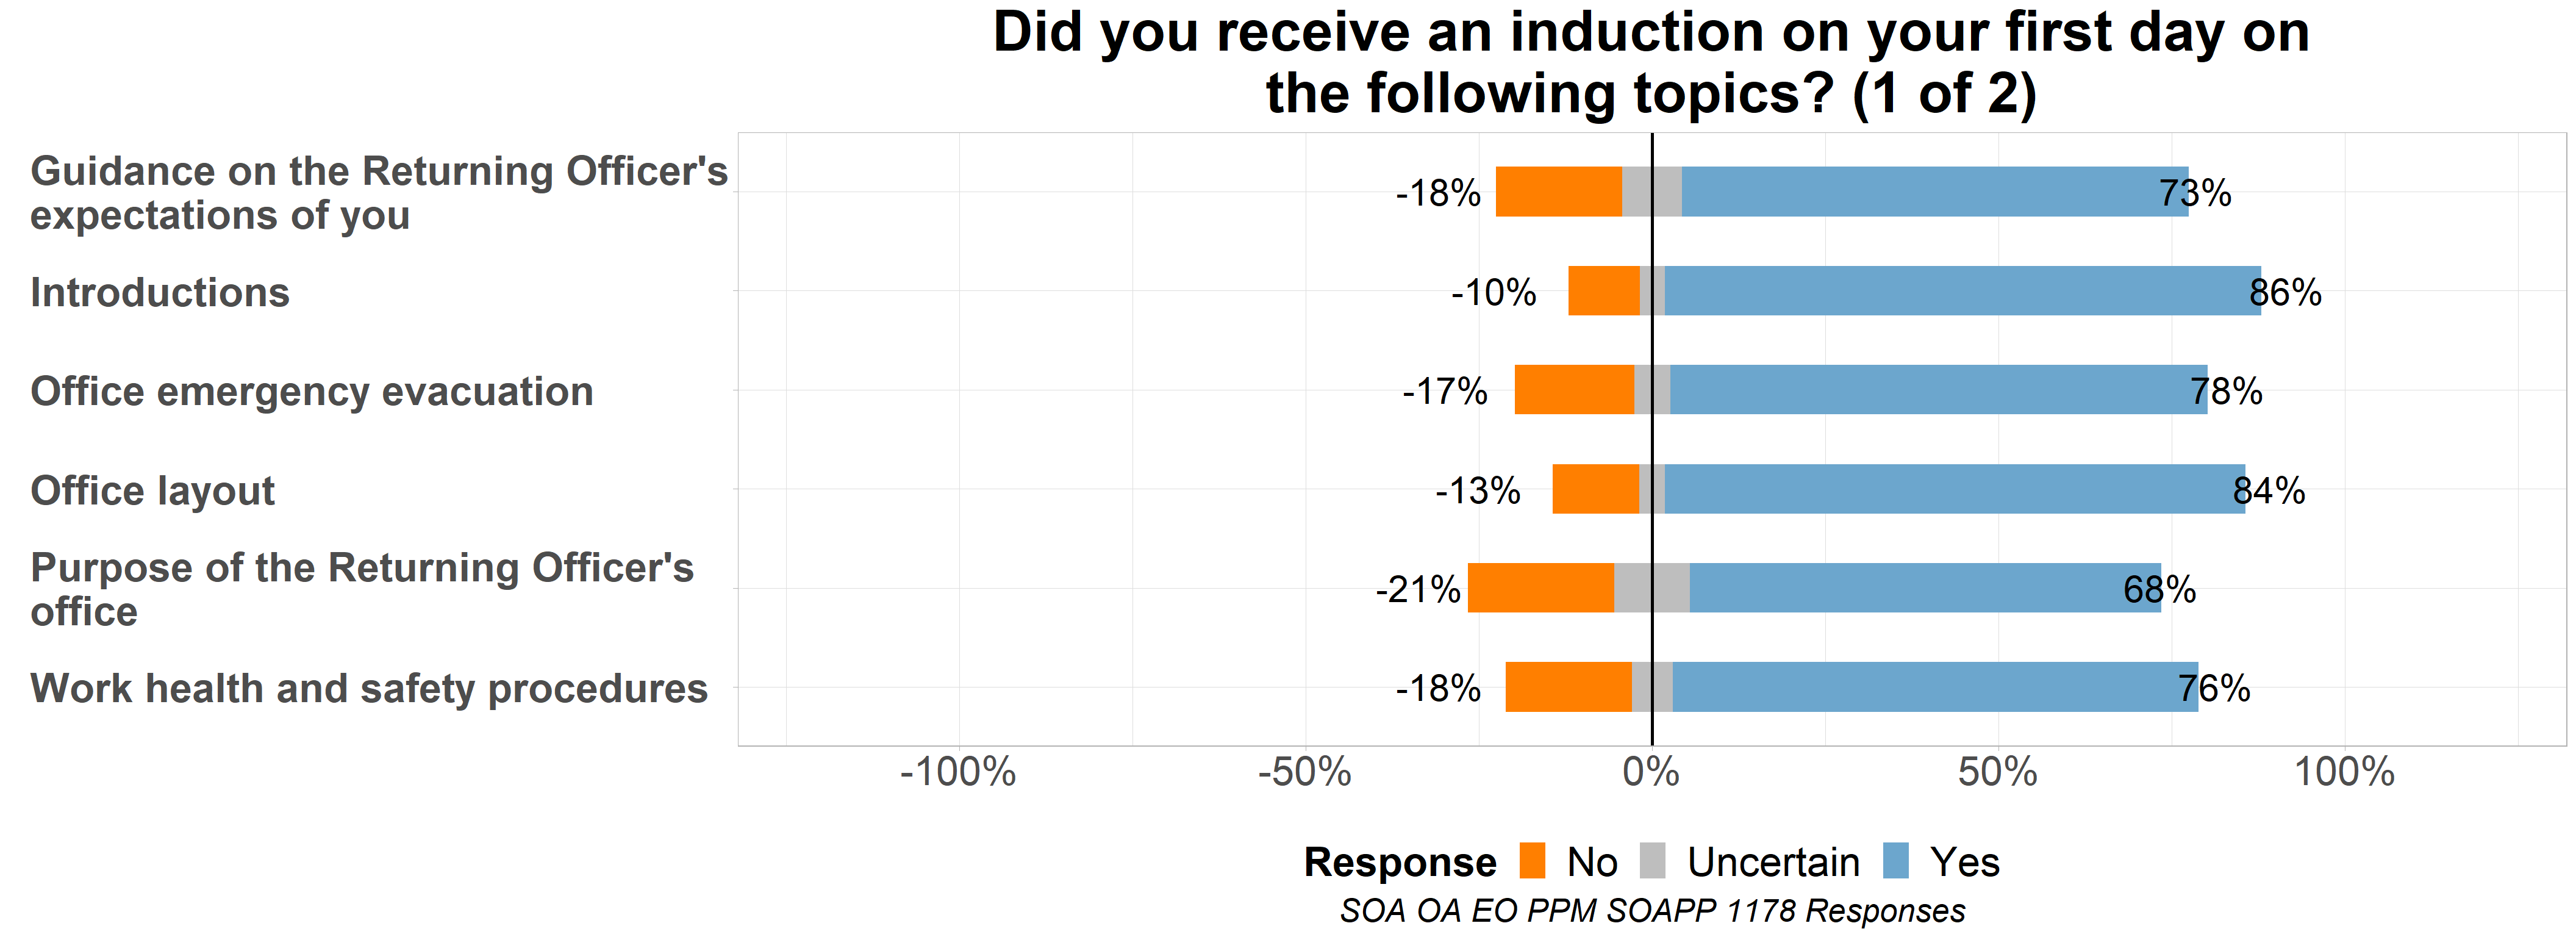 Did you receive an induction on your first day on
the following topics? (1 of 2)
Guidance on the Returning Officer's
expectations of you
-18%
73%
Introductions
-10%
86%
Office emergency evacuation
-17%
78%
Office layout
-13%
84%
Purpose of the Returning Officer's
office
-21%
68%
Work health and safety procedures
-18%
76%
-100%
-50%
0%
50%
100%
Response No Uncertain Yes
SOA OA EO PPM SOAPP 1178 Responses